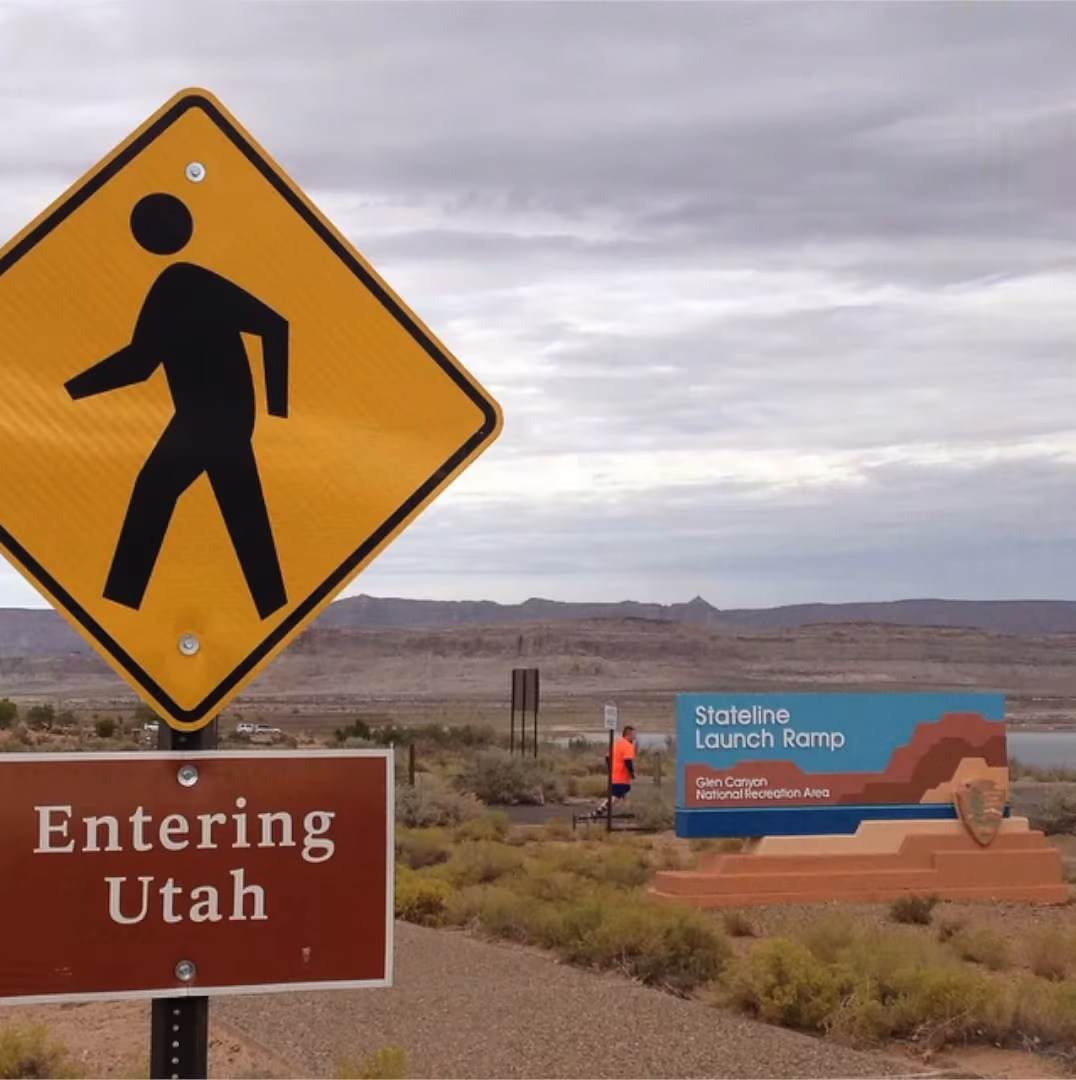 Entering
Utah
Stateline
Launch Ramp
Glen Canyon
National Recreation Area